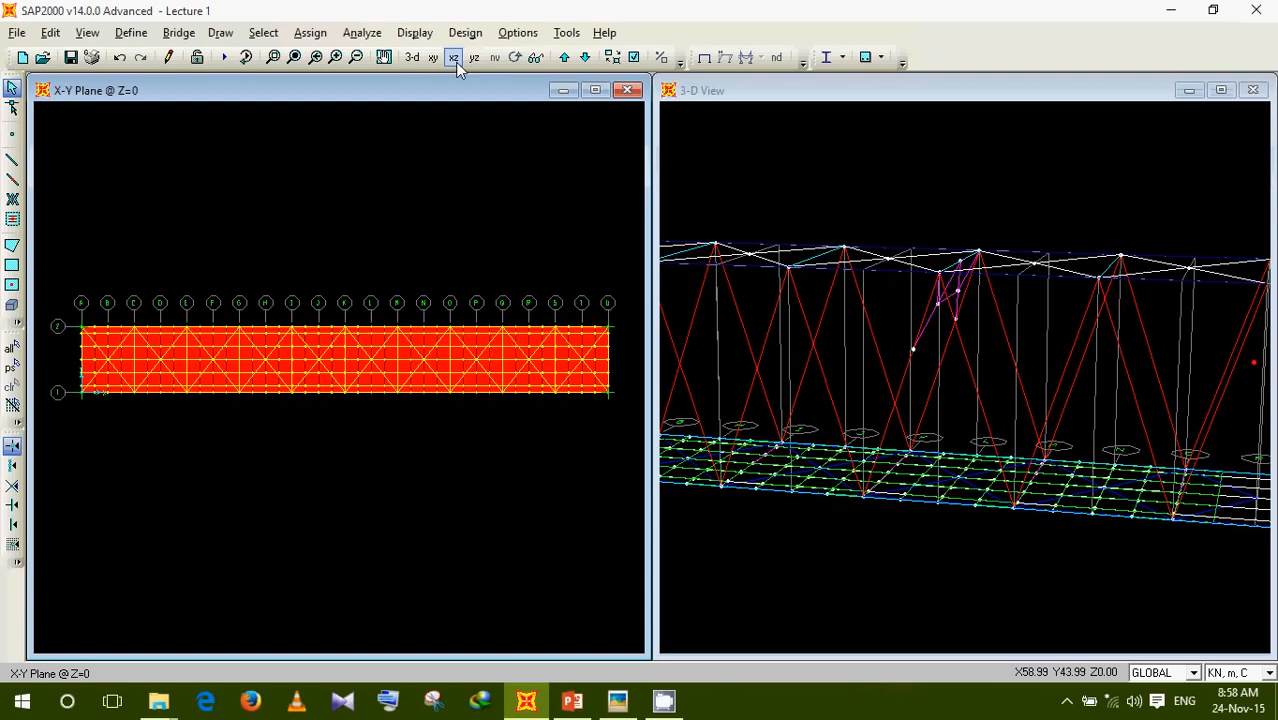 SAP2000 v14.0.0 Advanced - Lecture 1
File Edit View Define Bridge Draw Select Assign Analyze Display Design Options Tools Help
3-d xy xz yz nv nd
X-Y Plane @ Z=0
3-D View
all
ps
clr
A B C D E F G H I J K L M N O P Q R S T U
2
1
X-Y Plane @ Z=0
X58.99 Y43.99 Z0.00
GLOBAL
KN, m, C
ENG
8:58 AM
24-Nov-15